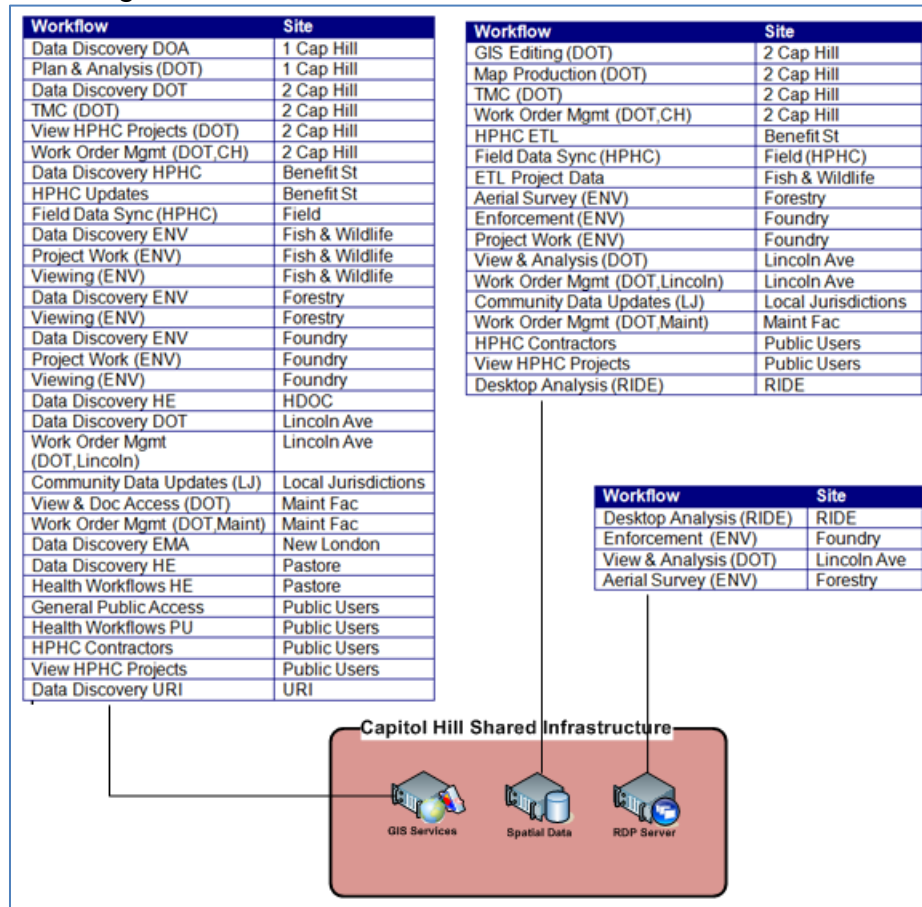 Workflow Site
Data Discovery DOA 1 Cap Hill
Plan & Analysis (DOT) 1 Cap Hill
Data Discovery DOT 2 Cap Hill
TMC (DOT) 2 Cap Hill
View HPHC Projects (DOT) 2 Cap Hill
Work Order Mgmt (DOT,CH) 2 Cap Hill
Data Discovery HPHC Benefit St
HPHC Updates Benefit St
Field Data Sync (HPHC) Field
Data Discovery ENV Fish & Wildlife
Project Work (ENV) Fish & Wildlife
Viewing (ENV) Fish & Wildlife
Data Discovery ENV Forestry
Viewing (ENV) Forestry
Data Discovery ENV Foundry
Project Work (ENV) Foundry
Viewing (ENV) Foundry
Data Discovery HE HDOC
Data Discovery DOT Lincoln Ave
Work Order Mgmt Lincoln Ave
(DOT,Lincoln)
Community Data Updates (LJ) Local Jurisdictions
View & Doc Access (DOT) Maint Fac
Work Order Mgmt (DOT,Maint) Maint Fac
Data Discovery EMA New London
Data Discovery HE Pastore
Health Workflows HE Pastore
General Public Access Public Users
Health Workflows PU Public Users
HPHC Contractors Public Users
View HPHC Projects Public Users
Data Discovery URI URI
Workflow Site
GIS Editing (DOT) 2 Cap Hill
Map Production (DOT) 2 Cap Hill
TMC (DOT) 2 Cap Hill
Work Order Mgmt (DOT,CH) 2 Cap Hill
HPHC ETL Benefit St
Field Data Sync (HPHC) Field (HPHC)
ETL Project Data Fish & Wildlife
Aerial Survey (ENV) Forestry
Enforcement (ENV) Foundry
Project Work (ENV) Foundry
View & Analysis (DOT) Lincoln Ave
Work Order Mgmt (DOT,Lincoln) Lincoln Ave
Community Data Updates (LJ) Local Jurisdictions
Work Order Mgmt (DOT,Maint) Maint Fac
HPHC Contractors Public Users
View HPHC Projects Public Users
Desktop Analysis (RIDE) RIDE
Workflow Site
Desktop Analysis (RIDE) RIDE
Enforcement (ENV) Foundry
View & Analysis (DOT) Lincoln Ave
Aerial Survey (ENV) Forestry
Capitol Hill Shared Infrastructure
GIS Services Spatial Data RDP Server